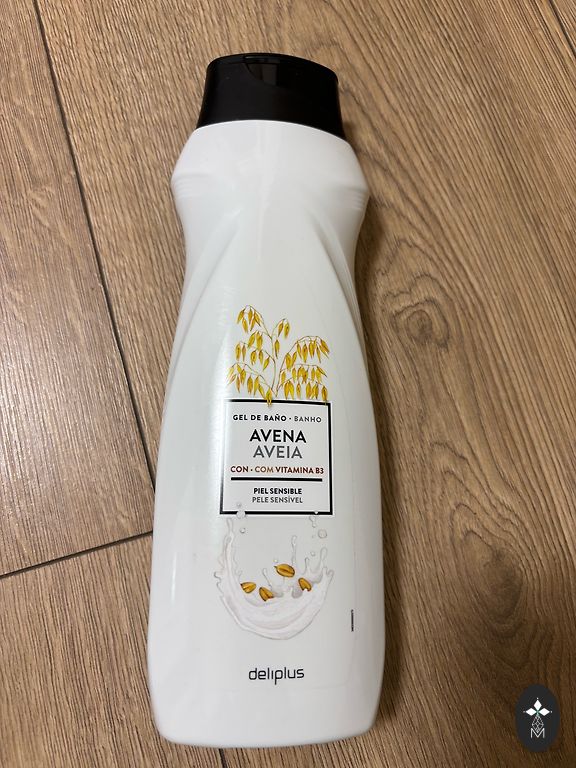 GEL DE BAÑO · BANHO
AVENA
AVEIA
CON · COM VITAMINA B3
PIEL SENSIBLE
PELE SENSÍVEL
deliplus